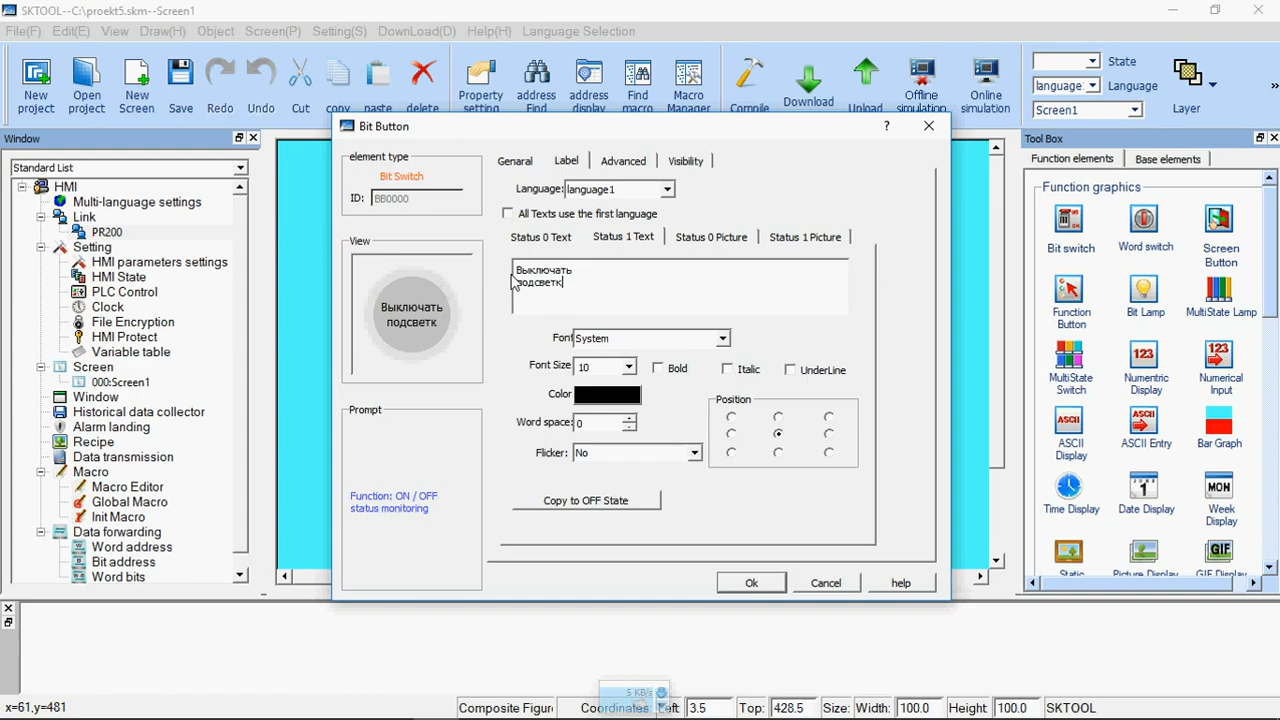 SKTOOL--C:\proekt5.skm--Screen1
File(F) Edit(E) View Draw(H) Object Screen(P) Setting(S) DownLoad(D) Help(H) Language Selection
New project
Open project
New Screen
Save
Redo
Undo
Cut
copy
paste
delete
Property setting
address Find
address display
Find macro
Macro Manager
Compile
Download
Upload
Offline simulation
Online simulation
State
language Language
Screen1
Layer
Window
Standard List
HMI
Multi-language settings
Link
PR200
Setting
HMI parameters settings
HMI State
PLC Control
Clock
File Encryption
HMI Protect
Variable table
Screen
000:Screen1
Window
Historical data collector
Alarm landing
Recipe
Data transmission
Macro
Macro Editor
Global Macro
Init Macro
Data forwarding
Word address
Bit address
Word bits
Bit Button
?
element type
Bit Switch
ID: BB0000
View
Выключать
подсветк
Prompt
Function: ON / OFF
status monitoring
General Label Advanced Visibility
Language: language1
All Texts use the first language
Status 0 Text Status 1 Text Status 0 Picture Status 1 Picture
Выключать
подсветк
Font System
Font Size 10 Bold Italic UnderLine
Color
Position
Word space: 0
Flicker: No
Copy to OFF State
Ok Cancel help
Tool Box
Function elements Base elements
Function graphics
Bit switch
Word switch
Screen Button
Function Button
Bit Lamp
MultiState Lamp
MultiState Switch
Numeric Display
Numerical Input
ASCII Display
ASCII Entry
Bar Graph
Time Display
Date Display
Week Display
Static
Picture Display
GIF Display
5 KB/s
x=61,y=481
Composite Figure Coordinates Left 3.5 Top: 428.5 Size: Width: 100.0 Height: 100.0 SKTOOL